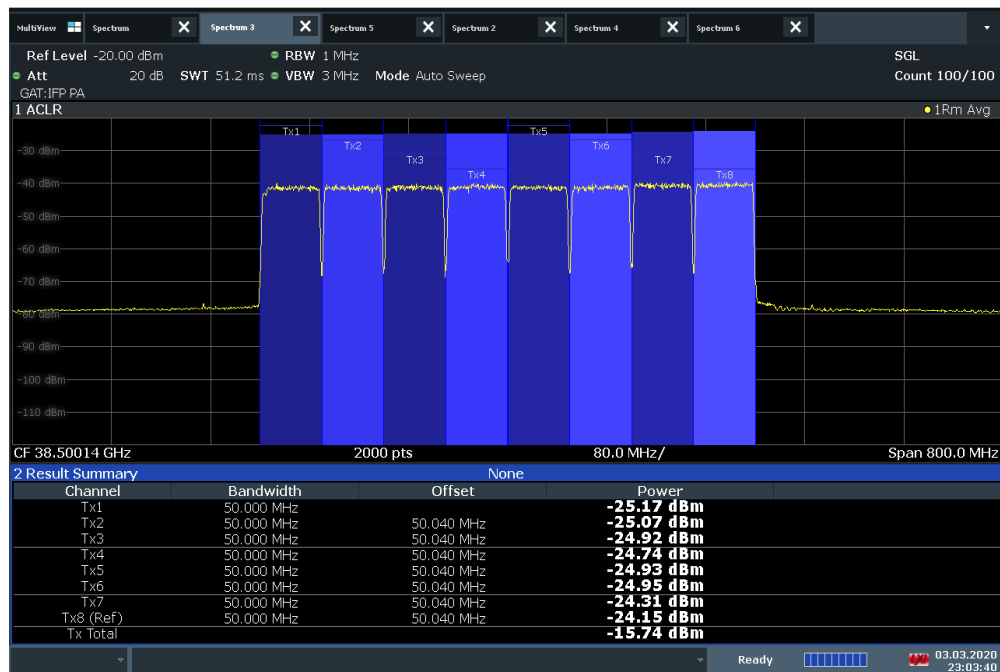 MultiView Spectrum Spectrum 3 Spectrum 5 Spectrum 2 Spectrum 4 Spectrum 6
Ref Level -20.00 dBm RBW 1 MHz SGL
Att 20 dB SWT 51.2 ms VBW 3 MHz Mode Auto Sweep Count 100/100
GAT:IFP PA
1 ACLR 1Rm Avg
Tx1 Tx5
Tx2 Tx6
-30 dBm
Tx3 Tx7
Tx4 Tx8
-40 dBm
-50 dBm
-60 dBm
-70 dBm
-80 dBm
-90 dBm
-100 dBm
-110 dBm
CF 38.50014 GHz 2000 pts 80.0 MHz/ Span 800.0 MHz
2 Result Summary None
Channel Bandwidth Offset Power
Tx1 50.000 MHz -25.17 dBm
Tx2 50.000 MHz 50.040 MHz -25.07 dBm
Tx3 50.000 MHz 50.040 MHz -24.92 dBm
Tx4 50.000 MHz 50.040 MHz -24.74 dBm
Tx5 50.000 MHz 50.040 MHz -24.93 dBm
Tx6 50.000 MHz 50.040 MHz -24.95 dBm
Tx7 50.000 MHz 50.040 MHz -24.31 dBm
Tx8 (Ref) 50.000 MHz 50.040 MHz -24.15 dBm
Tx Total -15.74 dBm
Ready 03.03.2020
23:03:40